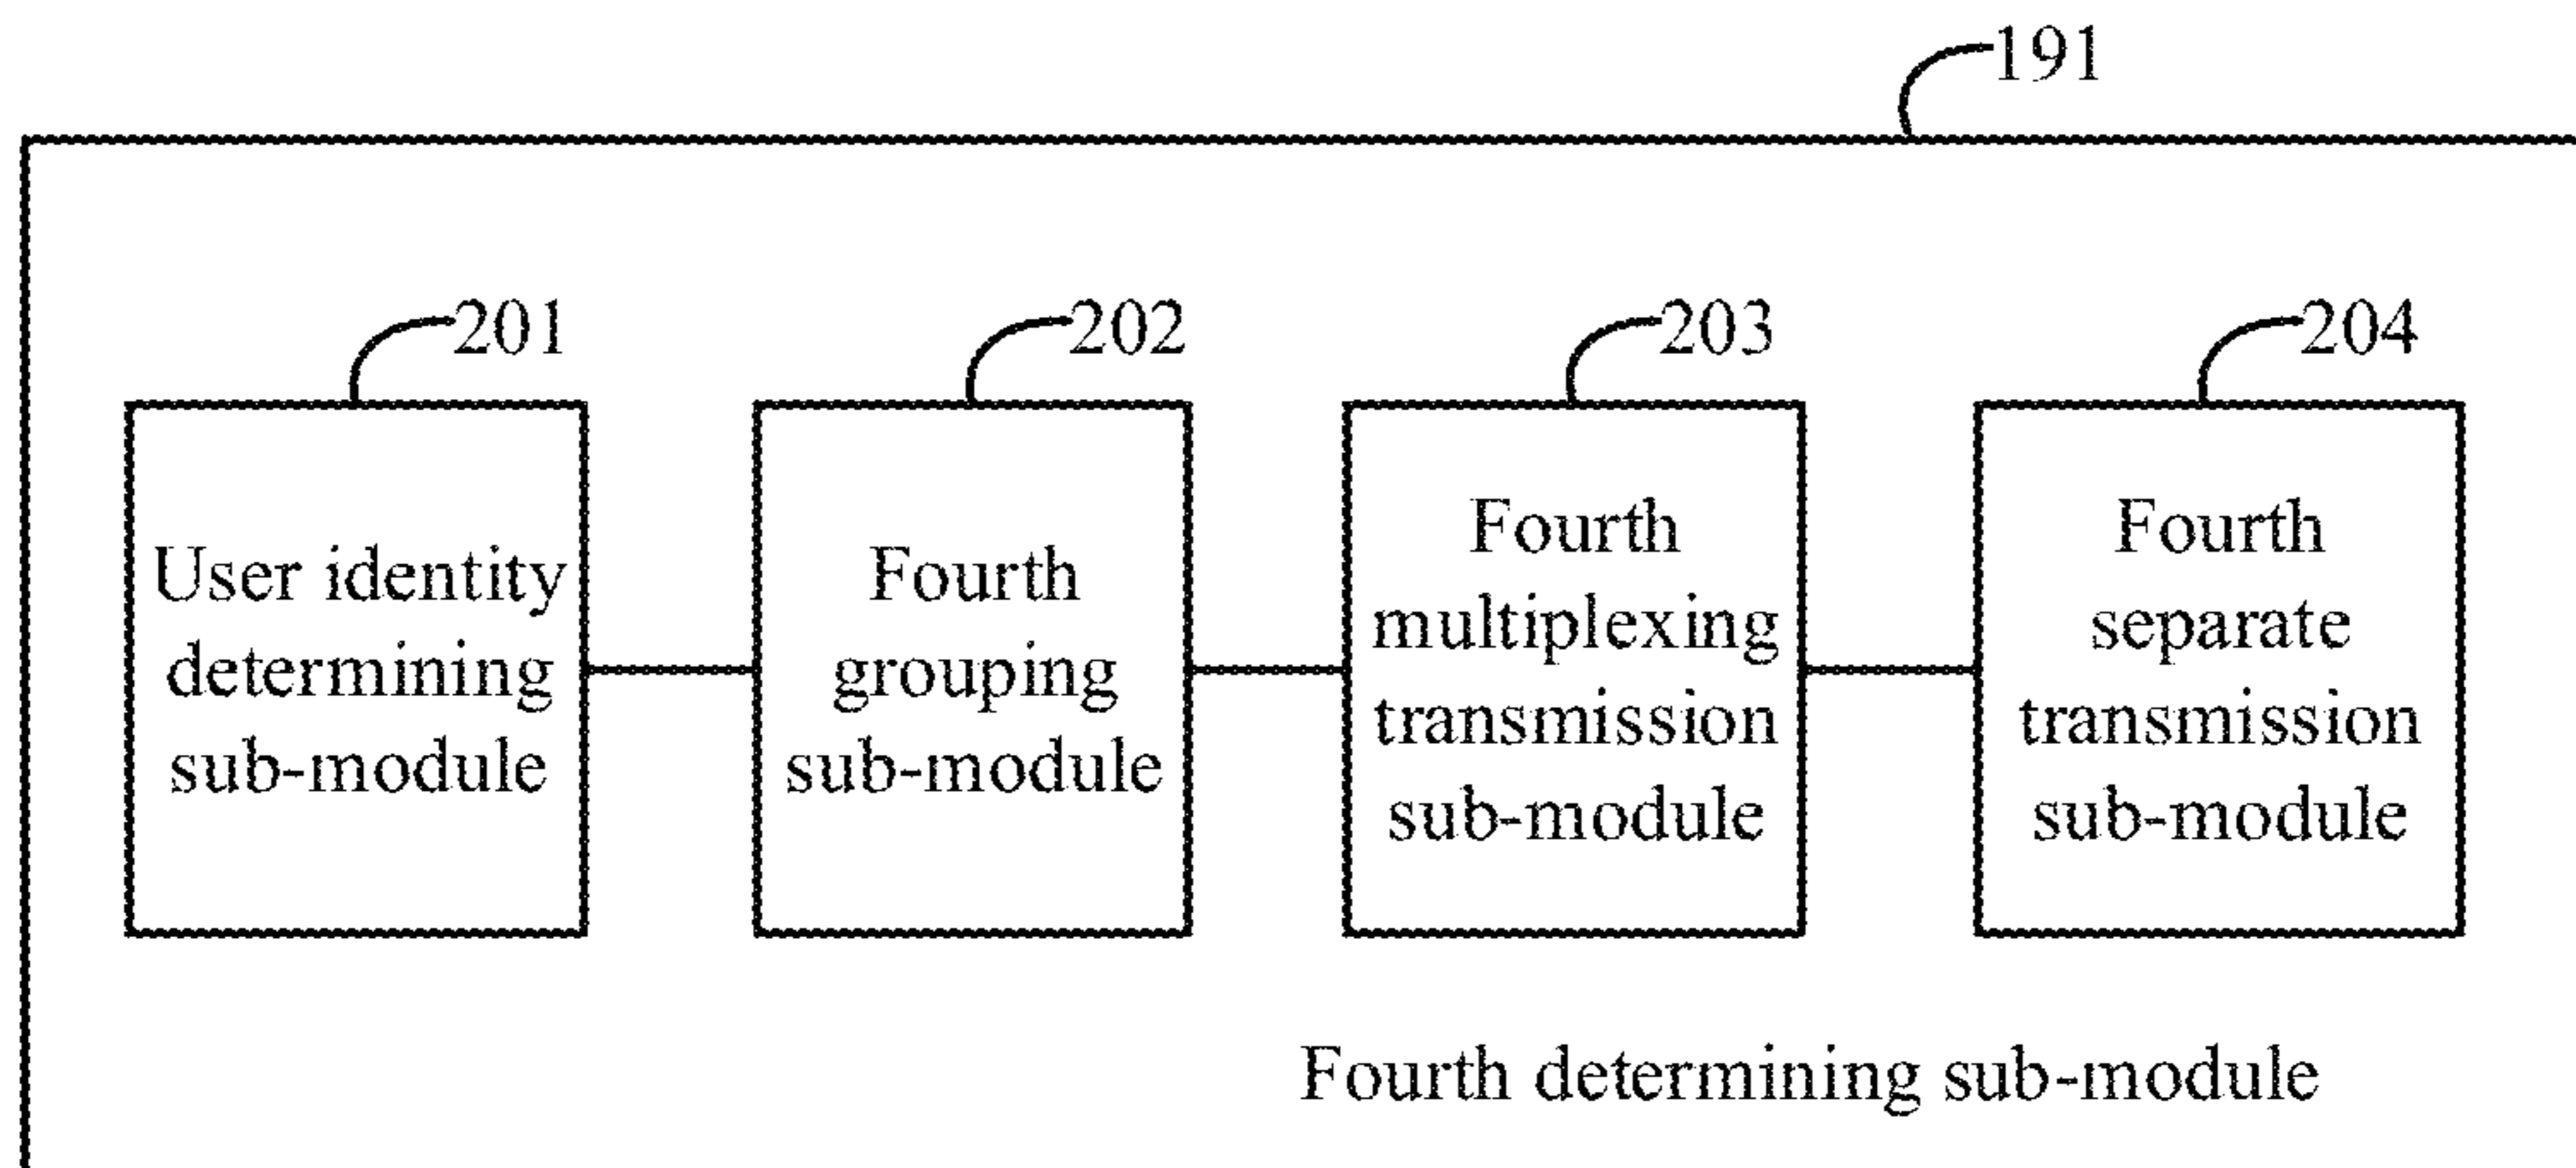 191
201
202
203
204
User identity
determining
sub-module
Fourth
grouping
sub-module
Fourth
multiplexing
transmission
sub-module
Fourth
separate
transmission
sub-module
Fourth determining sub-module